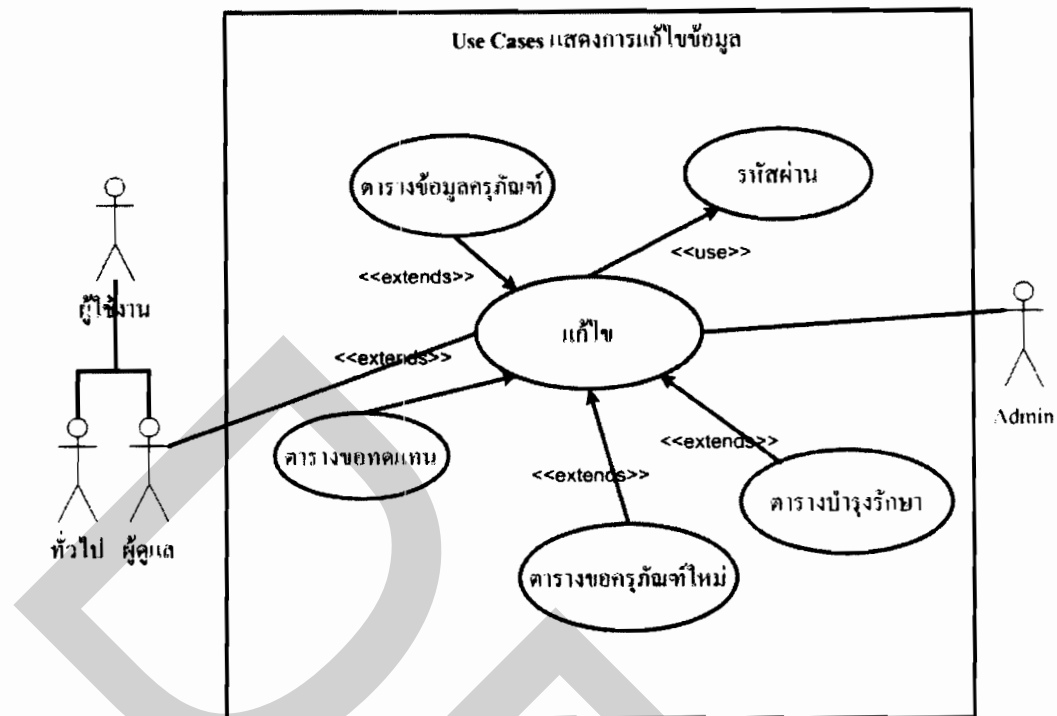 Use Cases แสดงการแก้ไขข้อมูล
ตารางข้อมูลครุภัณฑ์
รหัสผ่าน
<<use>>
<<extends>>
ผู้ใช้งาน
แก้ไข
<<extends>>
Admin
ตารางขอทดแทน
<<extends>>
<<extends>>
ตารางบำรุงรักษา
ทั่วไป
ผู้ดูแล
ตารางขอครุภัณฑ์ใหม่